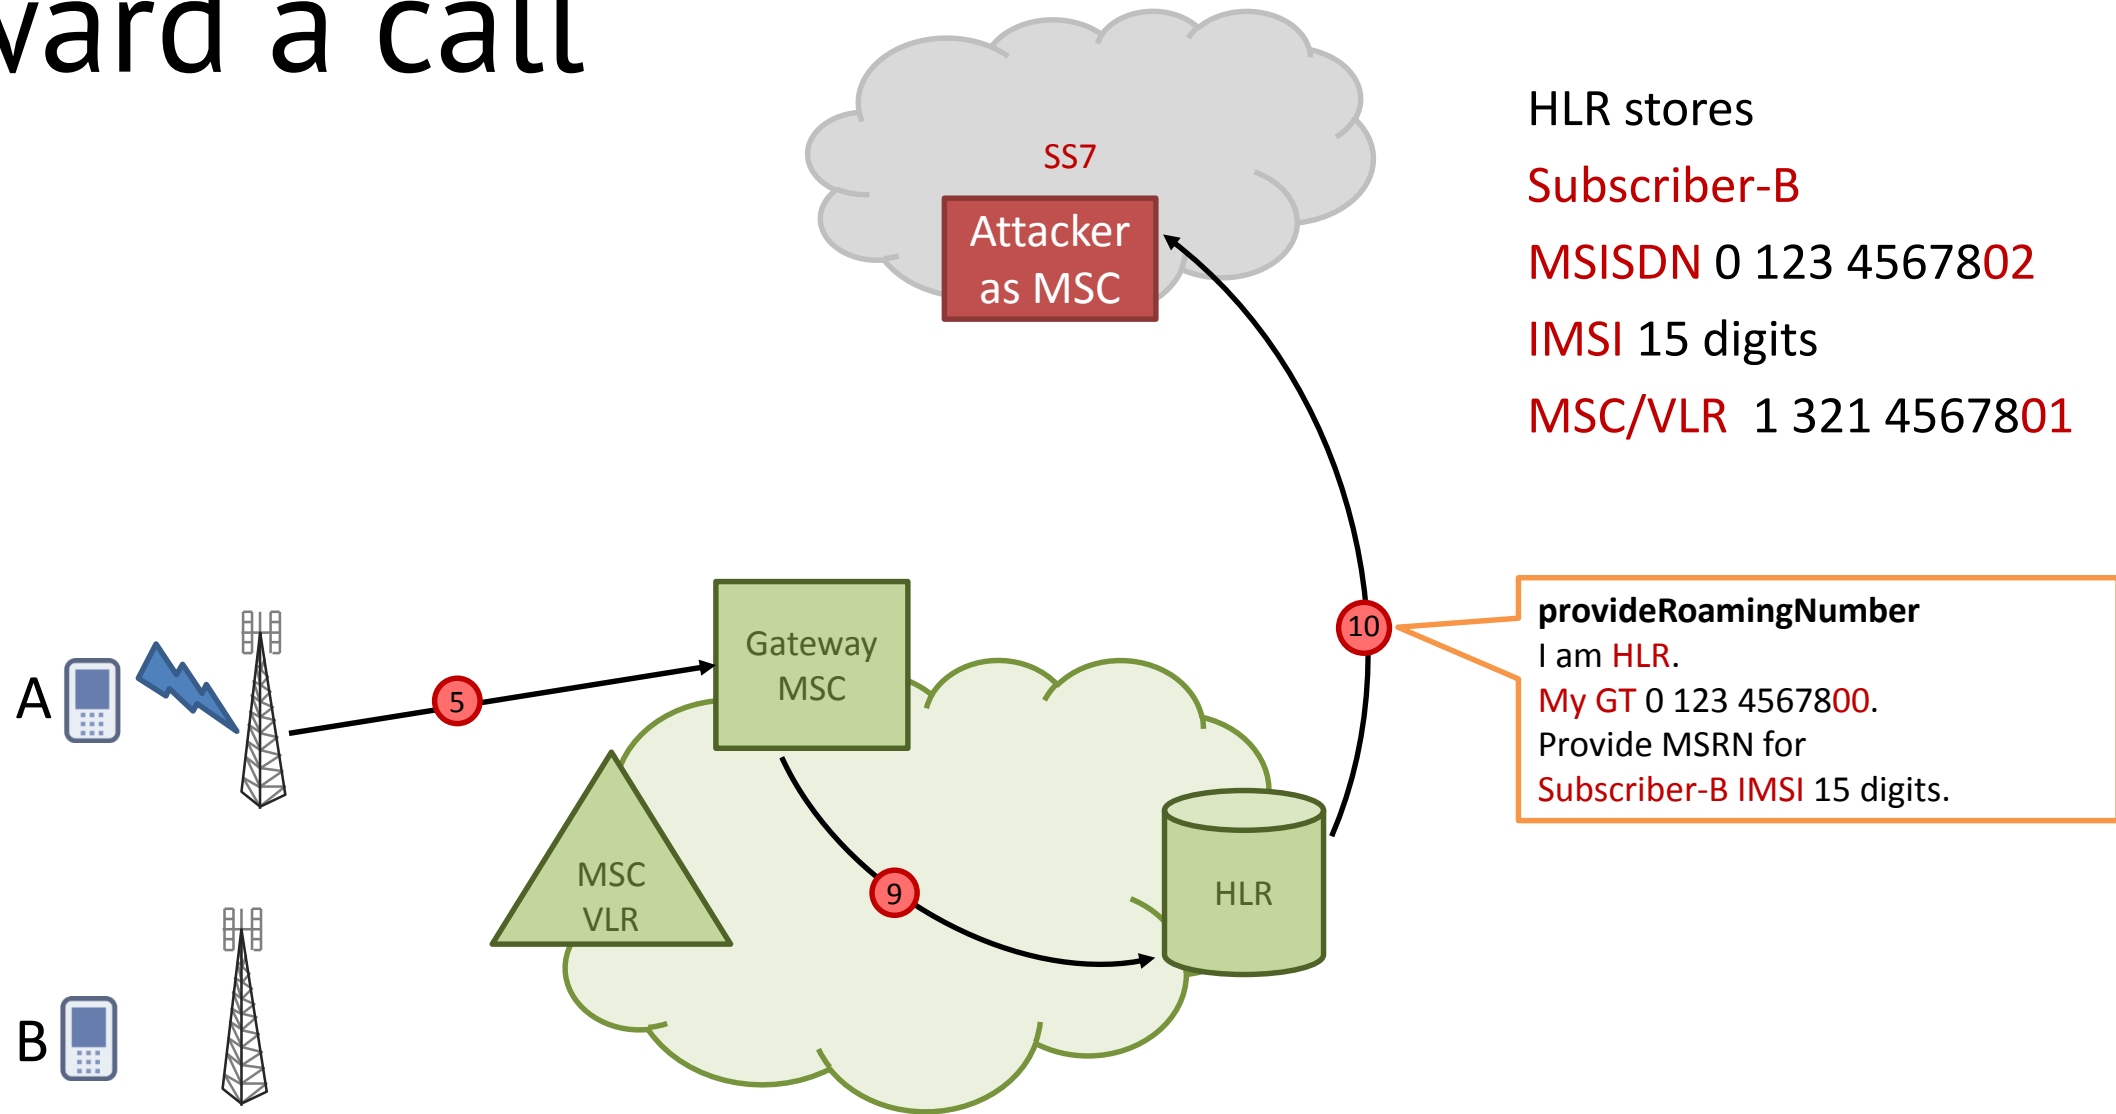 ward a call
SS7
Attacker
as MSC
HLR stores
Subscriber-B
MSISDN 0 123 4567802
IMSI 15 digits
MSC/VLR 1 321 4567801
provideRoamingNumber
I am HLR.
My GT 0 123 4567800.
Provide MSRN for
Subscriber-B IMSI 15 digits.
10
Gateway
MSC
A
5
MSC
VLR
9
HLR
B